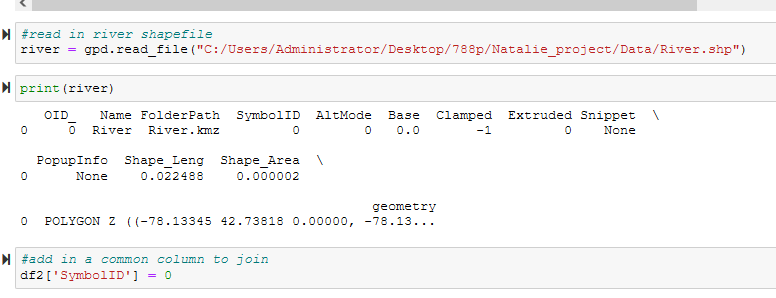 #read in river shapefile
river = gpd.read_file("C:/Users/Administrator/Desktop/788p/Natalie_project/Data/River.shp")
print(river)
OID_ Name FolderPath SymbolID AltMode Base Clamped Extruded Snippet \
0 0 River River.kmz 0 0 0.0 -1 0 None
PopupInfo Shape_Leng Shape_Area \
0 None 0.022488 0.000002
geometry
0 POLYGON Z ((-78.13345 42.73818 0.00000, -78.13...
#add in a common column to join
df2['SymbolID'] = 0